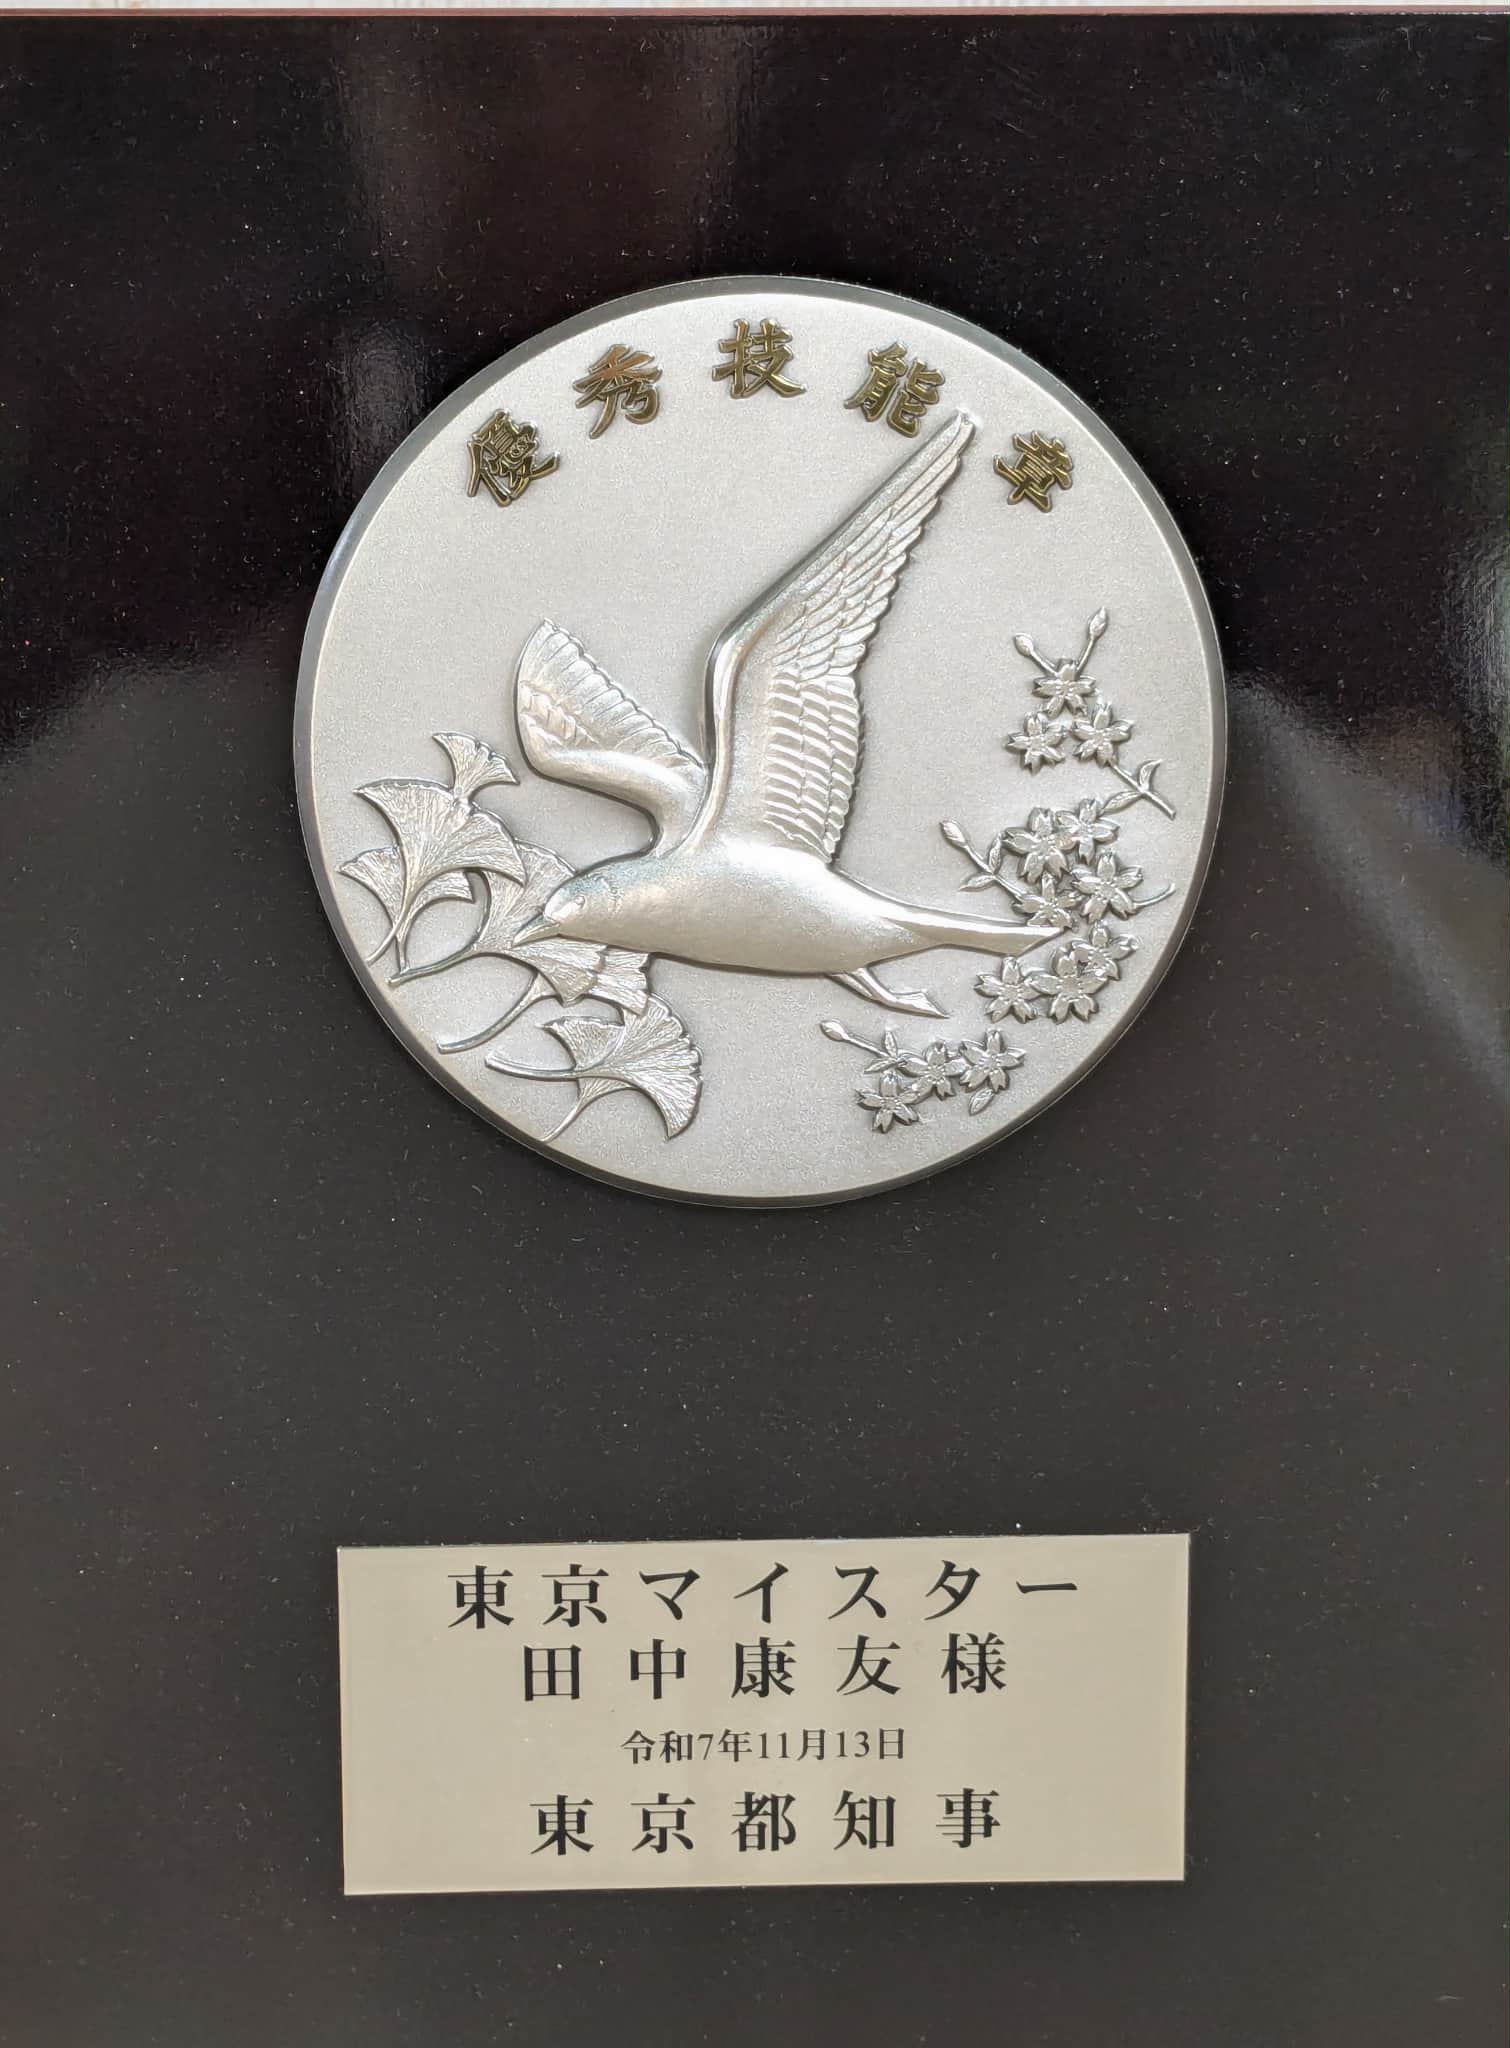 優秀技能章
東京マイスター
田中康友様
令和7年11月13日
東京都知事